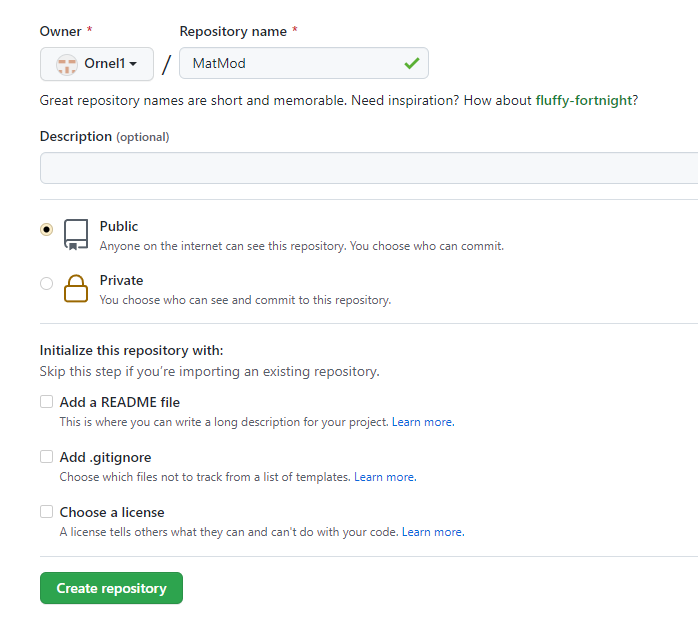 Owner * Repository name *
Ornel1 / MatMod
Great repository names are short and memorable. Need inspiration? How about fluffy-fortnight?
Description (optional)
Public
Anyone on the internet can see this repository. You choose who can commit.
Private
You choose who can see and commit to this repository.
Initialize this repository with:
Skip this step if you're importing an existing repository.
Add a README file
This is where you can write a long description for your project. Learn more.
Add .gitignore
Choose which files not to track from a list of templates. Learn more.
Choose a license
A license tells others what they can and can't do with your code. Learn more.
Create repository